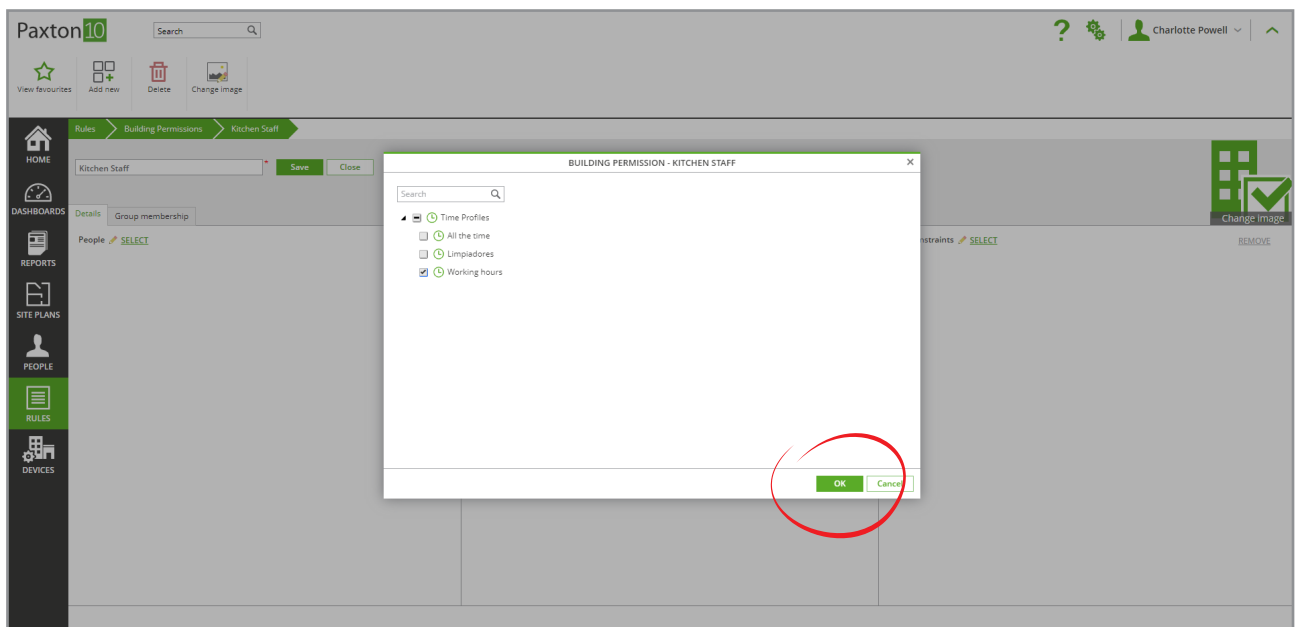 Paxton 10
Search
Charlotte Powell
View favourites
Add new
Delete
Change image
Rules
Building Permissions
Kitchen Staff
HOME
DASHBOARDS
REPORTS
SITE PLANS
PEOPLE
RULES
DEVICES
Kitchen Staff *
Save
Close
Change image
Details
Group membership
People SELECT
nstraints SELECT
REMOVE
BUILDING PERMISSION - KITCHEN STAFF
Search
Time Profiles
All the time
Limpiadores
Working hours
OK
Cancel